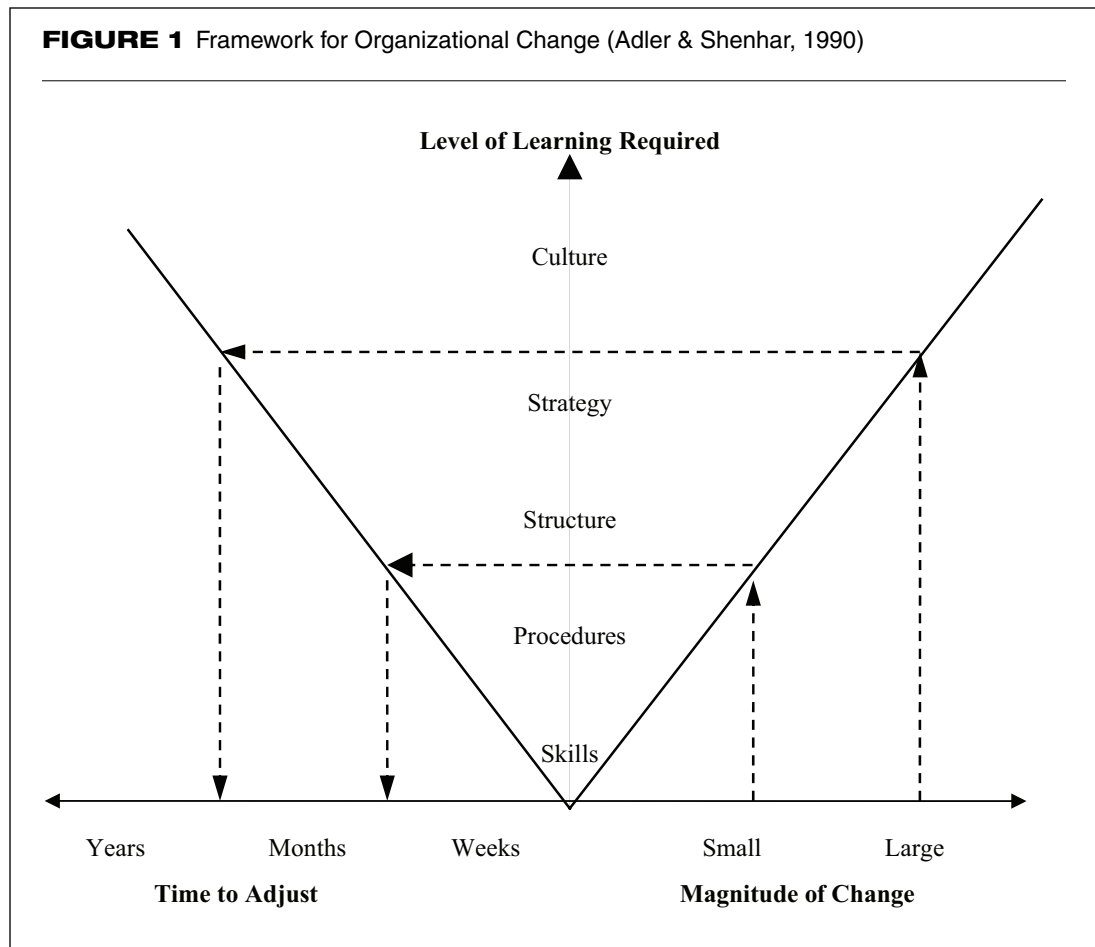 FIGURE 1 Framework for Organizational Change (Adler & Shenhar, 1990)
Level of Learning Required
Culture
Strategy
Structure
Procedures
Skills
Years Months Weeks Small Large
Time to Adjust Magnitude of Change